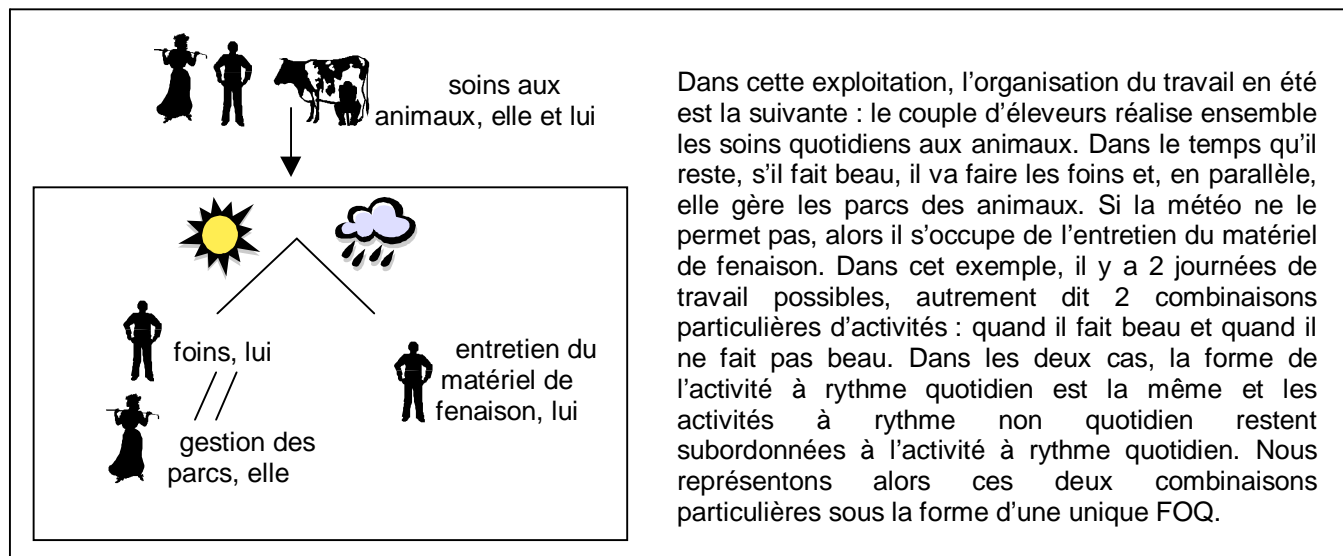 soins aux
animaux, elle et lui
foins, lui
gestion des
parcs, elle
entretien du
matériel de
fenaison, lui
Dans cette exploitation, l'organisation du travail en été
est la suivante : le couple d'éleveurs réalise ensemble
les soins quotidiens aux animaux. Dans le temps qu'il
reste, s'il fait beau, il va faire les foins et, en parallèle,
elle gère les parcs des animaux. Si la météo ne le
permet pas, alors il s'occupe de l'entretien du matériel
de fenaison. Dans cet exemple, il y a 2 journées de
travail possibles, autrement dit 2 combinaisons
particulières d'activités : quand il fait beau et quand il
ne fait pas beau. Dans les deux cas, la forme de
l'activité à rythme quotidien est la même et les
activités à rythme non quotidien restent
subordonnées à l'activité à rythme quotidien. Nous
représentons alors ces deux combinaisons
particulières sous la forme d'une unique FOQ.